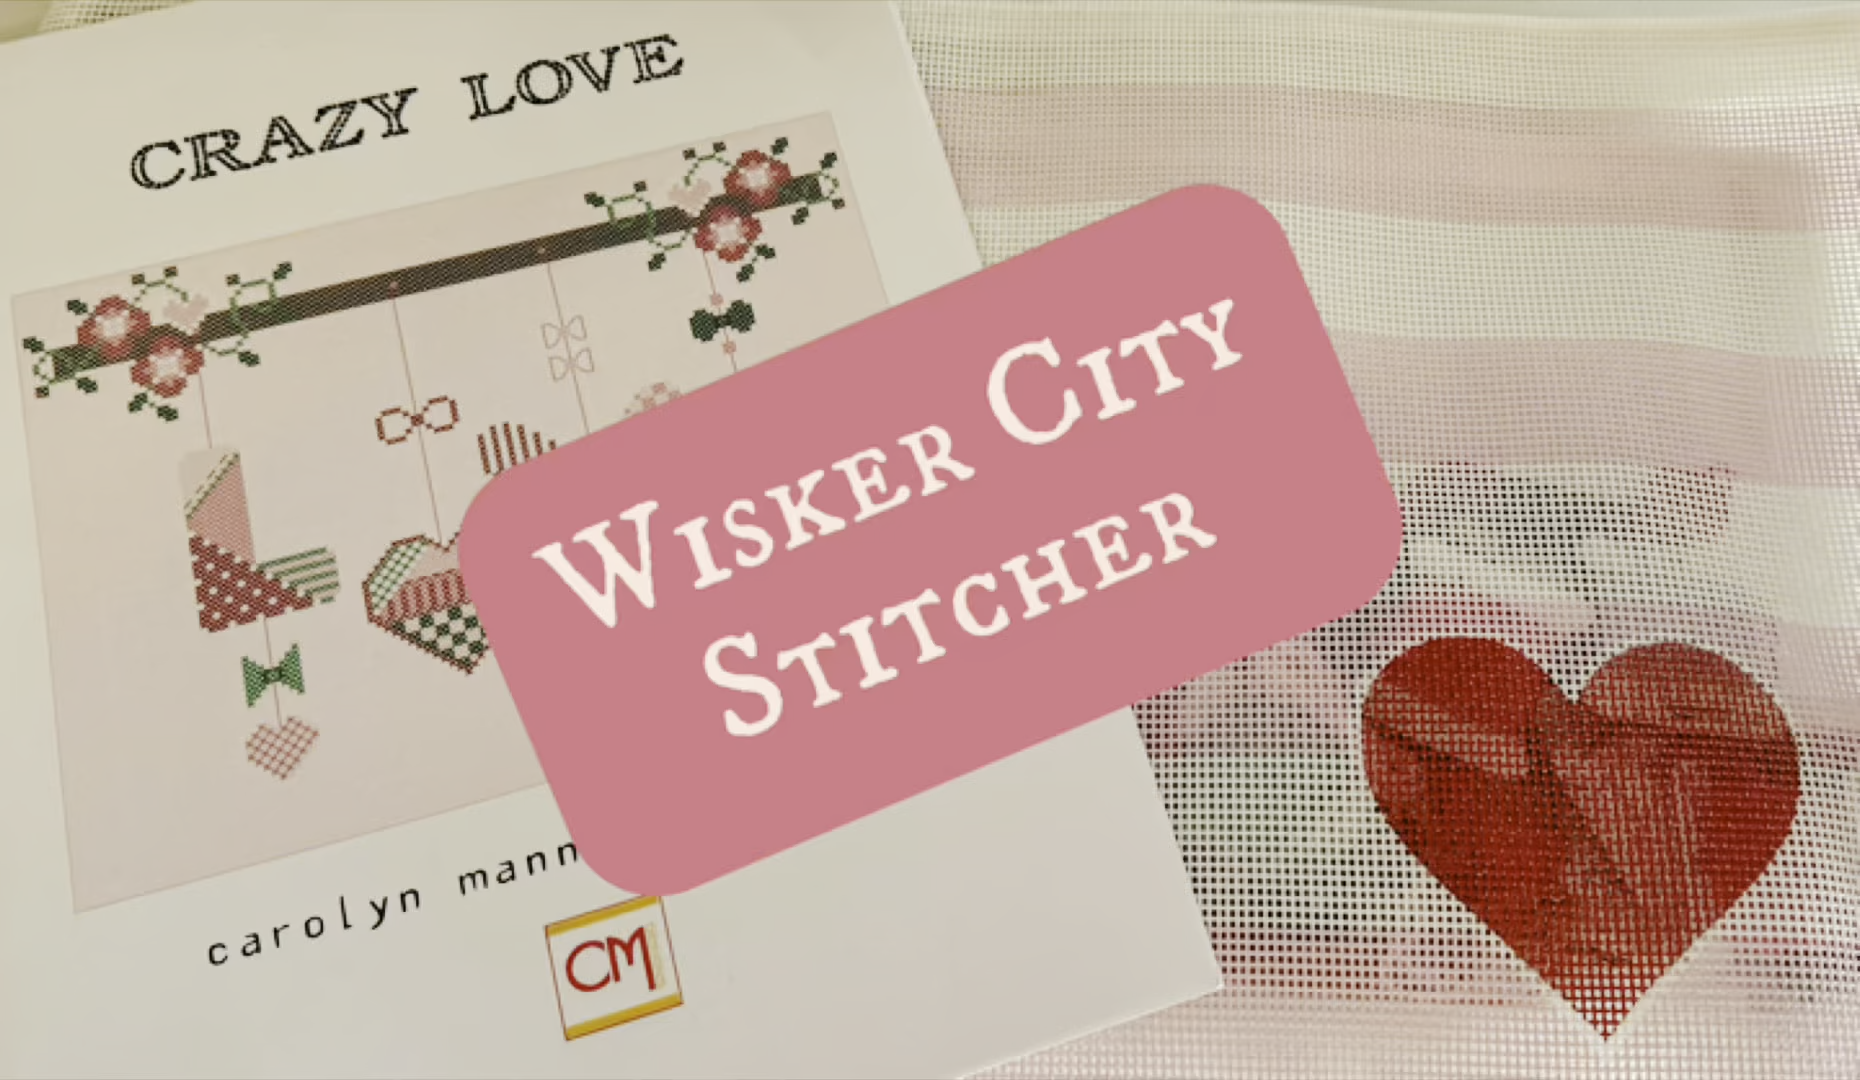 CRAZY LOVE
WISKER CITY
STITCHER
carolyn mann
CM